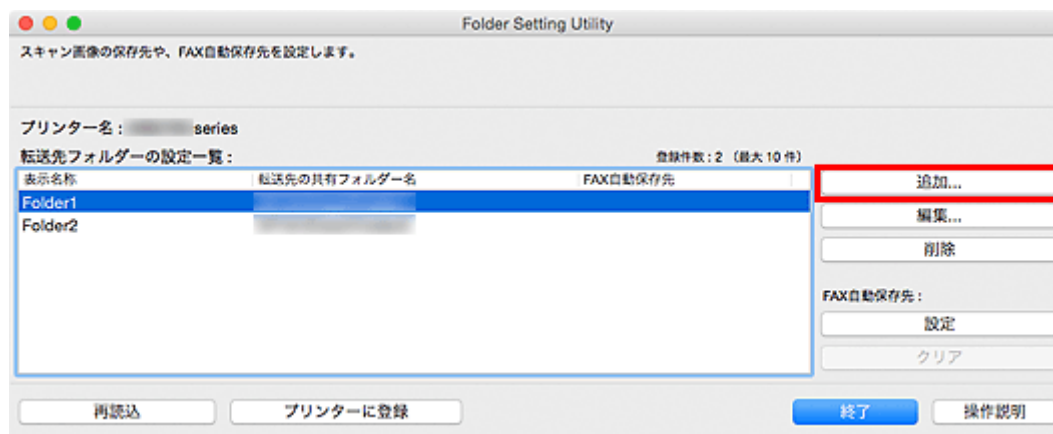 Folder Setting Utility
スキャン画像の保存先や、FAX自動保存先を設定します。
プリンター名： series
転送先フォルダーの設定一覧： 登録件数：2 （最大 10 件）
表示名称 転送先の共有フォルダー名 FAX自動保存先
Folder1
Folder2
追加...
編集...
削除
FAX自動保存先：
設定
クリア
再読込 プリンターに登録 終了 操作説明